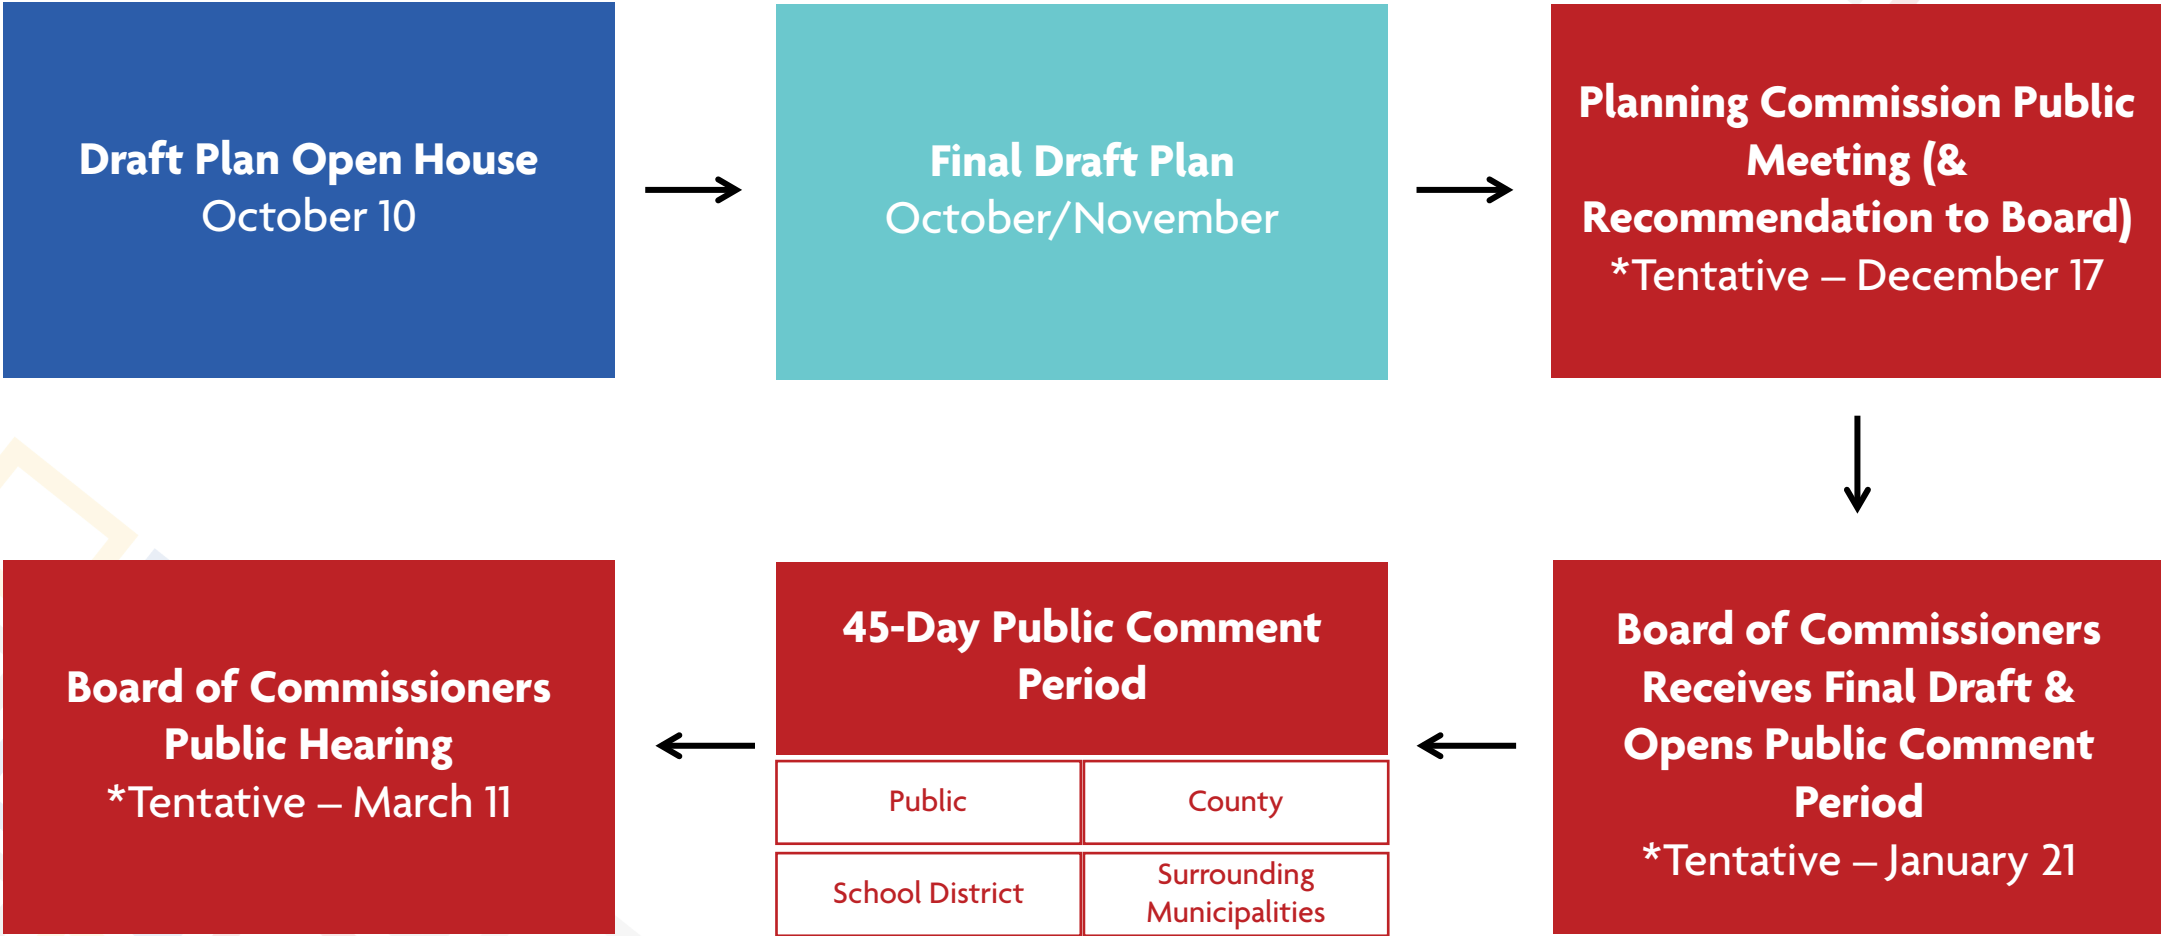 Draft Plan Open House
October 10
Final Draft Plan
October/November
Planning Commission Public
Meeting (&
Recommendation to Board)
*Tentative – December 17
Board of Commissioners
Receives Final Draft &
Opens Public Comment
Period
*Tentative – January 21
45-Day Public Comment
Period
Public
County
School District
Surrounding
Municipalities
Board of Commissioners
Public Hearing
*Tentative – March 11